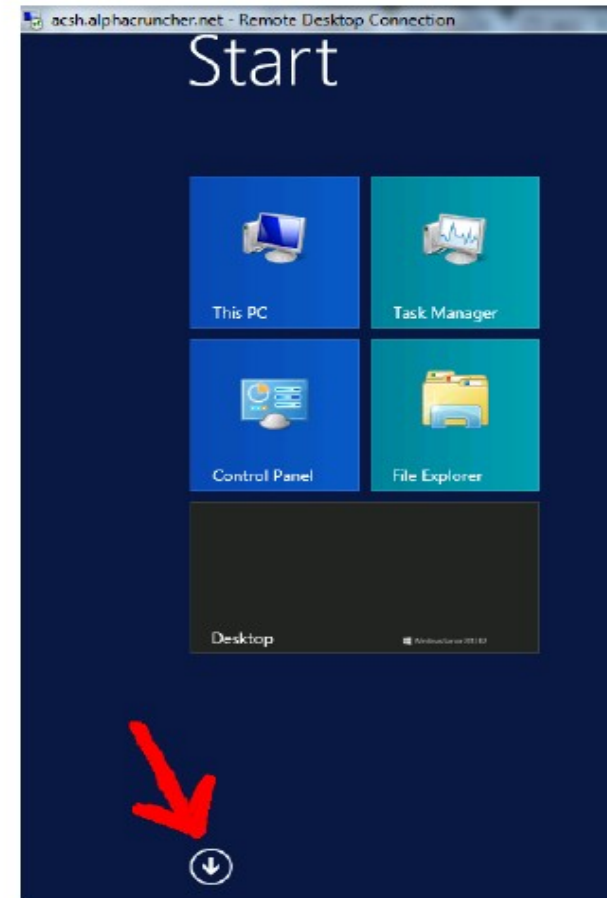 acsh.alphacruncher.net - Remote Desktop Connection
Start
This PC
Task Manager
Control Panel
File Explorer
Desktop